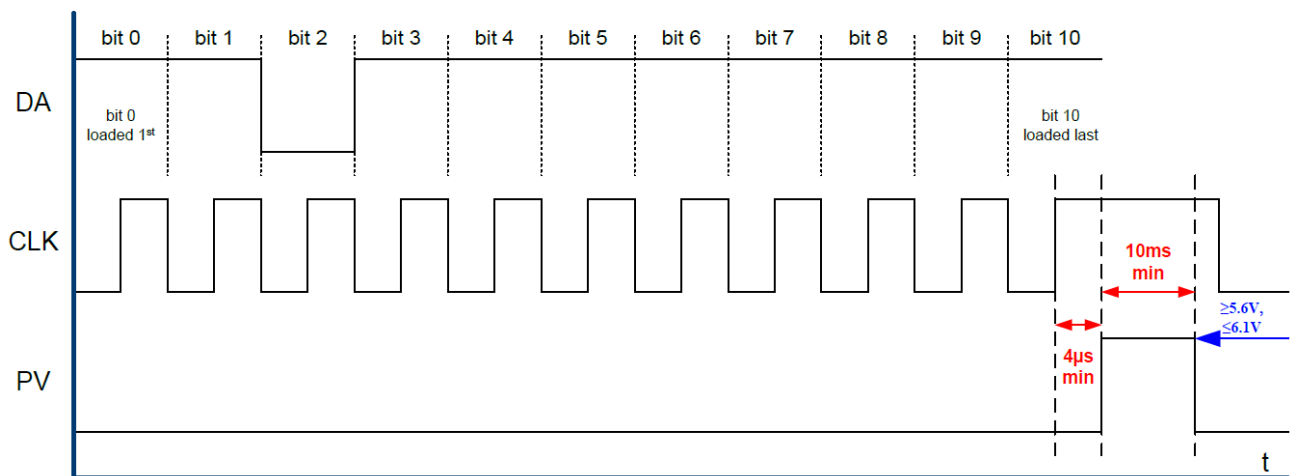 bit 0 bit 1 bit 2 bit 3 bit 4 bit 5 bit 6 bit 7 bit 8 bit 9 bit 10
DA
bit 0
loaded 1st
bit 10
loaded last
CLK
10ms
min
≥5.6V,
≤6.1V
4µs
min
PV
t